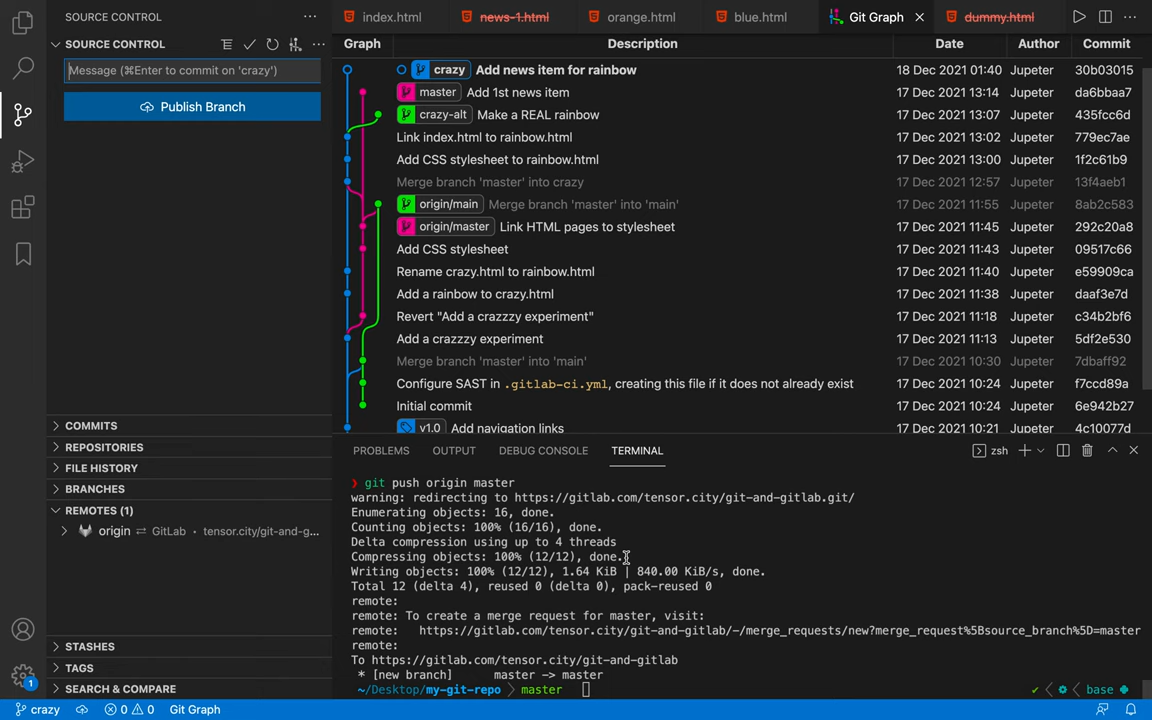 SOURCE CONTROL
SOURCE CONTROL
Message (⌘Enter to commit on 'crazy')
Publish Branch
COMMITS
REPOSITORIES
FILE HISTORY
BRANCHES
REMOTES (1)
origin ⇄ GitLab tensor.city/git-and-g...
STASHES
TAGS
SEARCH & COMPARE
index.html news-1.html orange.html blue.html Git Graph dummy.html
Graph Description Date Author Commit
crazy Add news item for rainbow 18 Dec 2021 01:40 Jupeter 30b03015
master Add 1st news item 17 Dec 2021 13:14 Jupeter da6bbaa7
crazy-alt Make a REAL rainbow 17 Dec 2021 13:07 Jupeter 435fcc6d
Link index.html to rainbow.html 17 Dec 2021 13:02 Jupeter 779ec7ae
Add CSS stylesheet to rainbow.html 17 Dec 2021 13:00 Jupeter 1f2c61b9
Merge branch 'master' into crazy 17 Dec 2021 12:57 Jupeter 13f4aeb1
origin/main Merge branch 'master' into 'main' 17 Dec 2021 11:55 Jupeter 8ab2c583
origin/master Link HTML pages to stylesheet 17 Dec 2021 11:45 Jupeter 292c20a8
Add CSS stylesheet 17 Dec 2021 11:43 Jupeter 09517c66
Rename crazy.html to rainbow.html 17 Dec 2021 11:40 Jupeter e59909ca
Add a rainbow to crazy.html 17 Dec 2021 11:38 Jupeter daaf3e7d
Revert "Add a crazzzy experiment" 17 Dec 2021 11:18 Jupeter c34b2bf6
Add a crazzzy experiment 17 Dec 2021 11:13 Jupeter 5df2e530
Merge branch 'master' into 'main' 17 Dec 2021 10:30 Jupeter 7dbaff92
Configure SAST in .gitlab-ci.yml, creating this file if it does not already exist 17 Dec 2021 10:24 Jupeter f7ccd89a
Initial commit 17 Dec 2021 10:24 Jupeter 6e942b27
v1.0 Add navigation links 17 Dec 2021 10:21 Jupeter 4c10077d
PROBLEMS OUTPUT DEBUG CONSOLE TERMINAL zsh
❯ git push origin master
warning: redirecting to https://gitlab.com/tensor.city/git-and-gitlab.git/
Enumerating objects: 16, done.
Counting objects: 100% (16/16), done.
Delta compression using up to 4 threads
Compressing objects: 100% (12/12), done.
Writing objects: 100% (12/12), 1.64 KiB | 840.00 KiB/s, done.
Total 12 (delta 4), reused 0 (delta 0), pack-reused 0
remote:
remote: To create a merge request for master, visit:
remote:   https://gitlab.com/tensor.city/git-and-gitlab/-/merge_requests/new?merge_request%5Bsource_branch%5D=master
remote:
To https://gitlab.com/tensor.city/git-and-gitlab
* [new branch]      master -> master
~/Desktop/my-git-repo master base
1
crazy 0 0 Git Graph